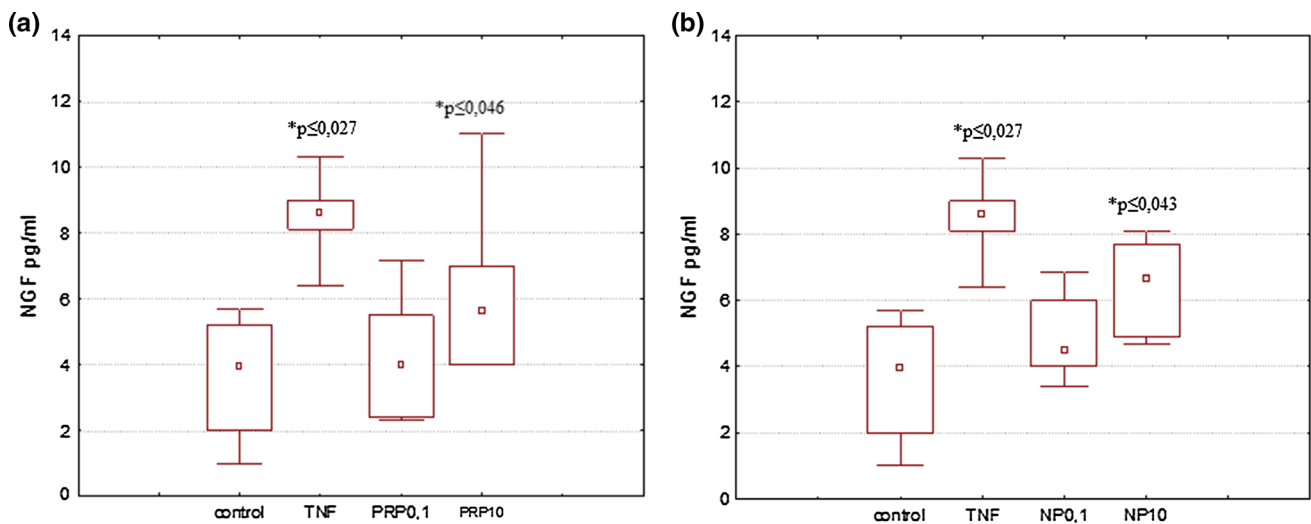 (a)
14
12
10
8
6
4
2
0
NGF pg/ml
*p≤0,027
*p≤0,046
control TNF PRP0,1 PRP10
(b)
14
12
10
8
6
4
2
0
NGF pg/ml
*p≤0,027
*p≤0,043
control TNF NP0,1 NP10